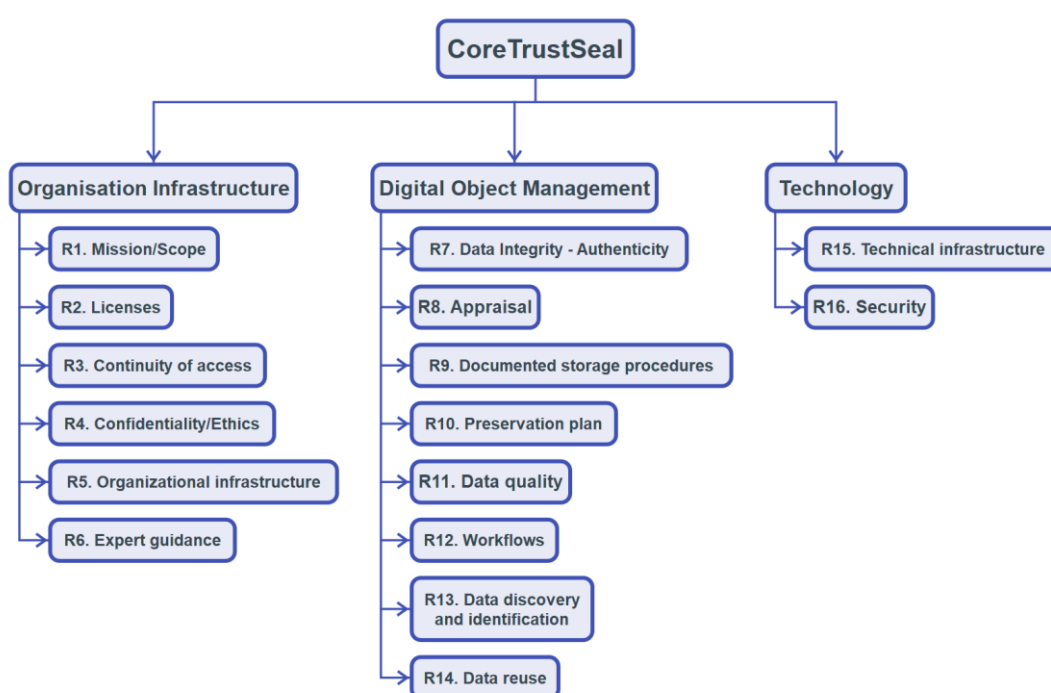 CoreTrustSeal
Organisation Infrastructure
R1. Mission/Scope
R2. Licenses
R3. Continuity of access
R4. Confidentiality/Ethics
R5. Organizational infrastructure
R6. Expert guidance
Digital Object Management
R7. Data Integrity - Authenticity
R8. Appraisal
R9. Documented storage procedures
R10. Preservation plan
R11. Data quality
R12. Workflows
R13. Data discovery
and identification
R14. Data reuse
Technology
R15. Technical infrastructure
R16. Security